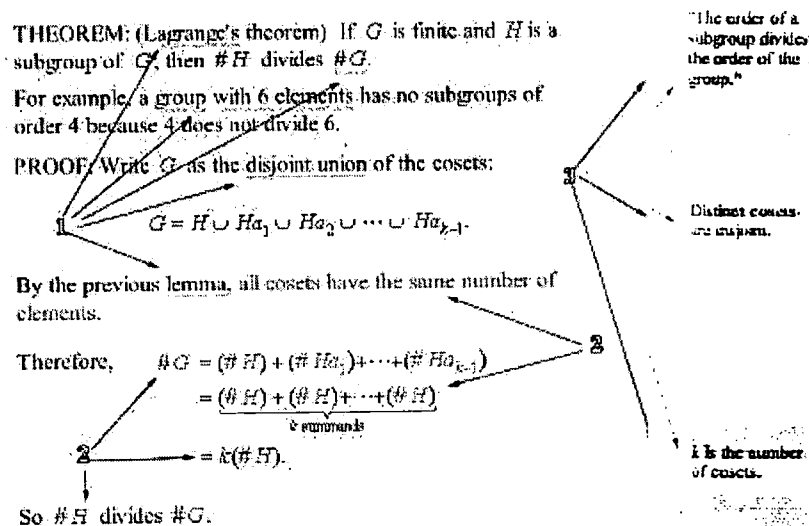 THEOREM: (Lagrange's theorem) If G is finite and H is a
subgroup of G, then #H divides #G.
For example, a group with 6 elements has no subgroups of
order 4 because 4 does not divide 6.
PROOF: Write G as the disjoint union of the cosets:
1
G = H ∪ Ha₁ ∪ Ha₂ ∪ ⋯ ∪ Haₖ₋₁.
By the previous lemma, all cosets have the same number of
elements.
2
Therefore, #G = (#H) + (#Ha₁)+⋯+(#Haₖ₋₁)
= (#H) + (#H)+⋯+(#H)
k summands
2
= k(#H).
So #H divides #G.
"The order of a
subgroup divides
the order of the
group."
Distinct cosets
are disjoint.
k is the number
of cosets.